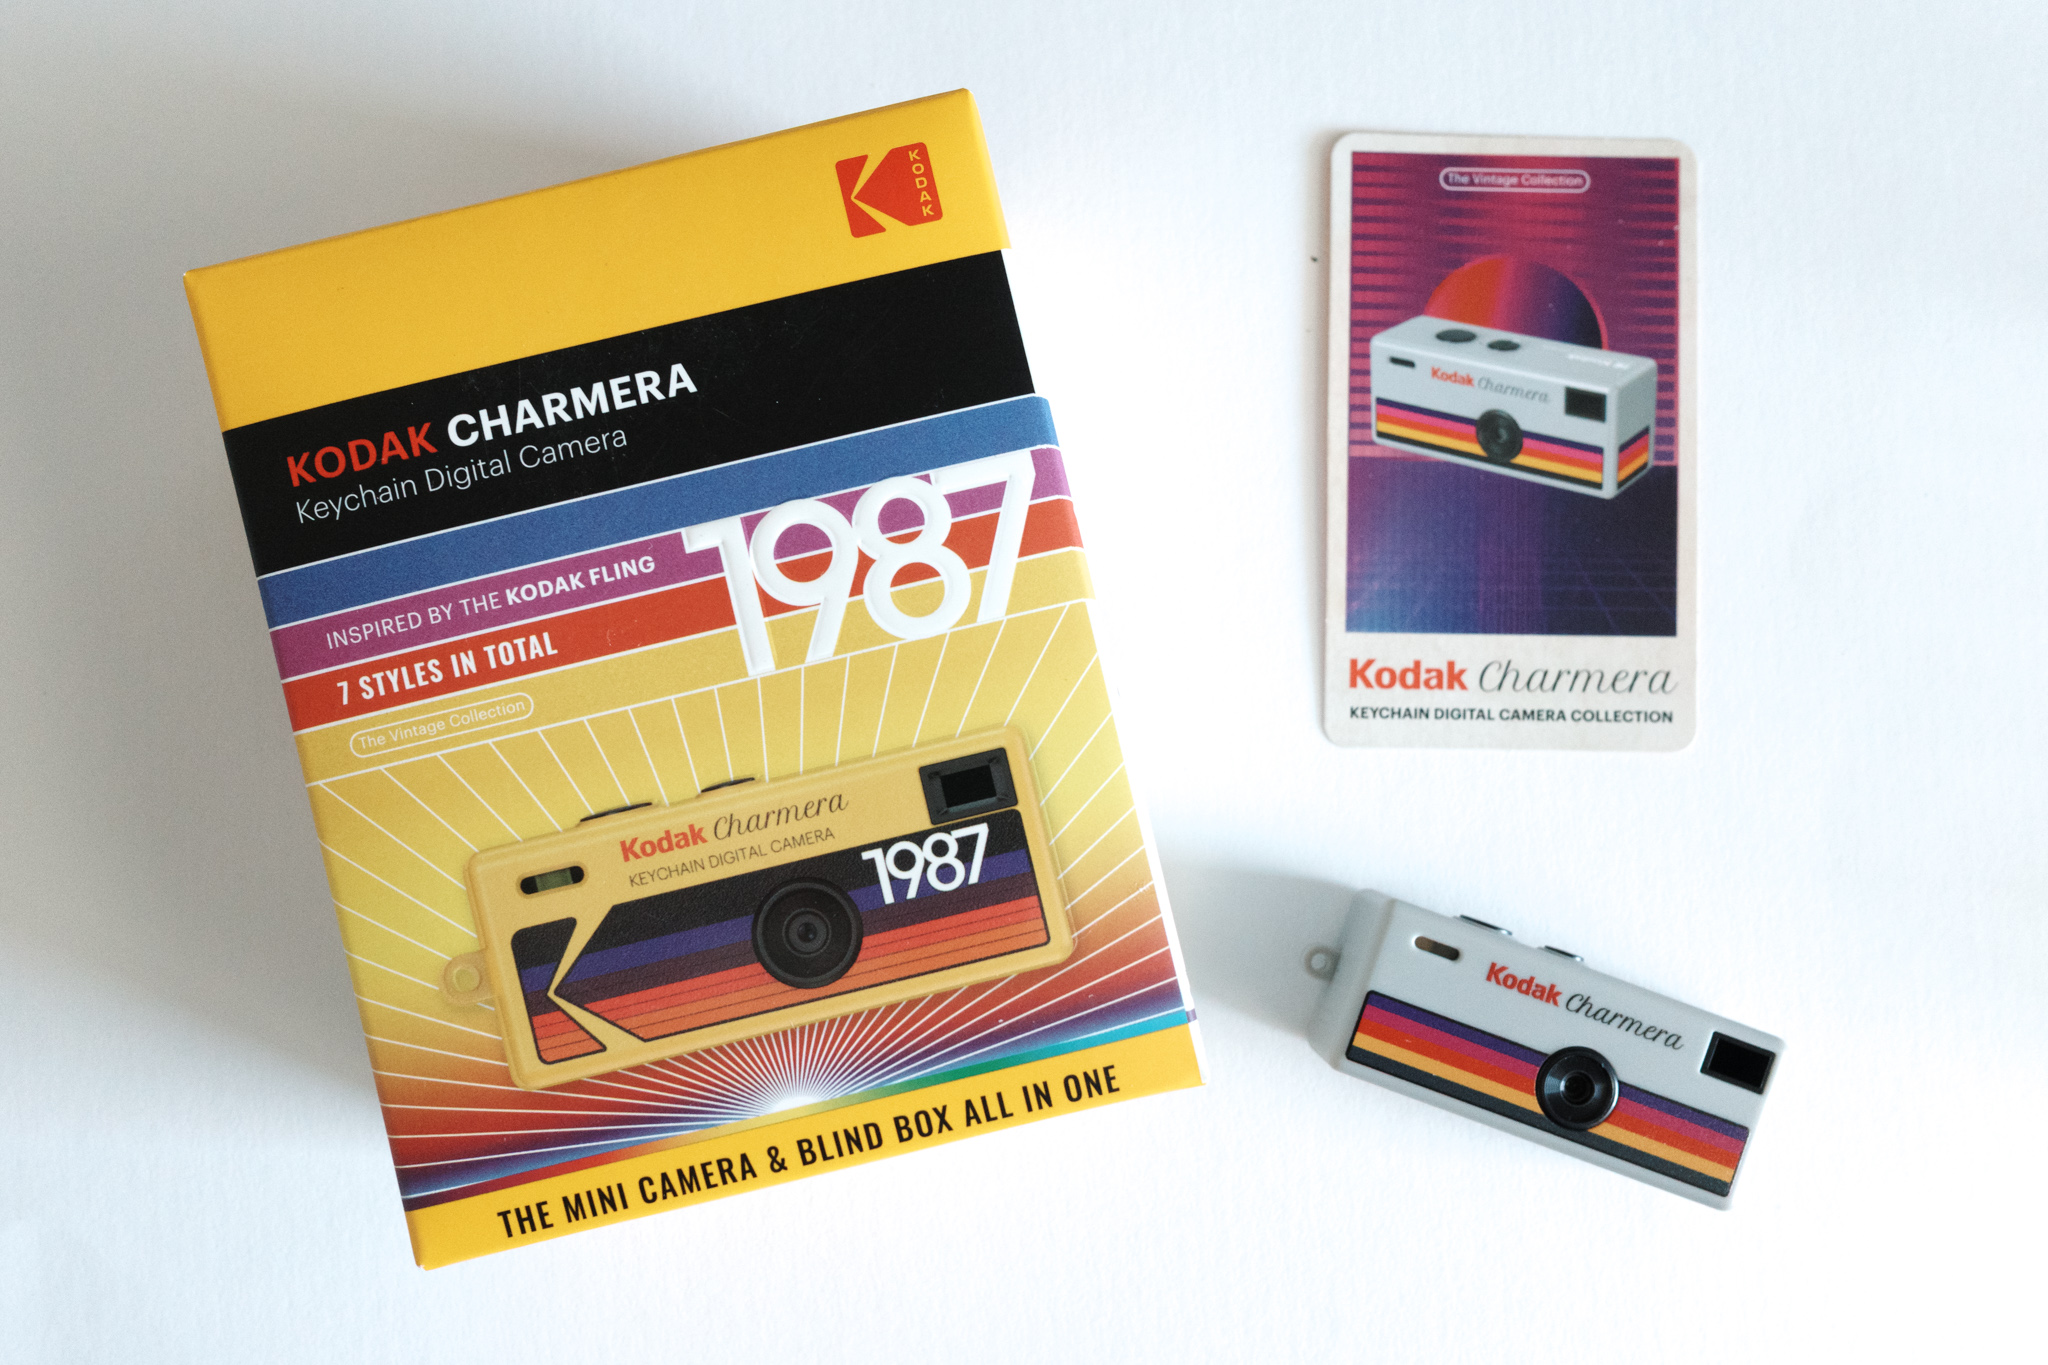 KODAK
KODAK CHARMERA
Keychain Digital Camera
1987
INSPIRED BY THE KODAK FLING
7 STYLES IN TOTAL
The Vintage Collection
Kodak Charmera
KEYCHAIN DIGITAL CAMERA
1987
THE MINI CAMERA & BLIND BOX ALL IN ONE
The Vintage Collection
Kodak Charmera
Kodak Charmera
KEYCHAIN DIGITAL CAMERA COLLECTION
Kodak Charmera